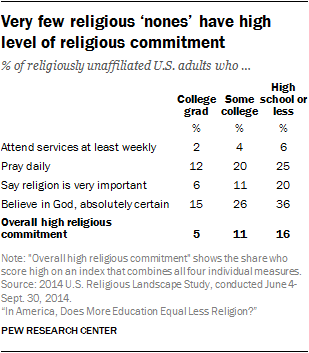 Very few religious ‘nones’ have high
level of religious commitment
% of religiously unaffiliated U.S. adults who ...
College grad Some college High school or less
% % %
Attend services at least weekly 2 4 6
Pray daily 12 20 25
Say religion is very important 6 11 20
Believe in God, absolutely certain 15 26 36
Overall high religious
commitment 5 11 16
Note: "Overall high religious commitment" shows the share who
score high on an index that combines all four individual measures.
Source: 2014 U.S. Religious Landscape Study, conducted June 4-
Sept. 30, 2014.
“In America, Does More Education Equal Less Religion?”
PEW RESEARCH CENTER